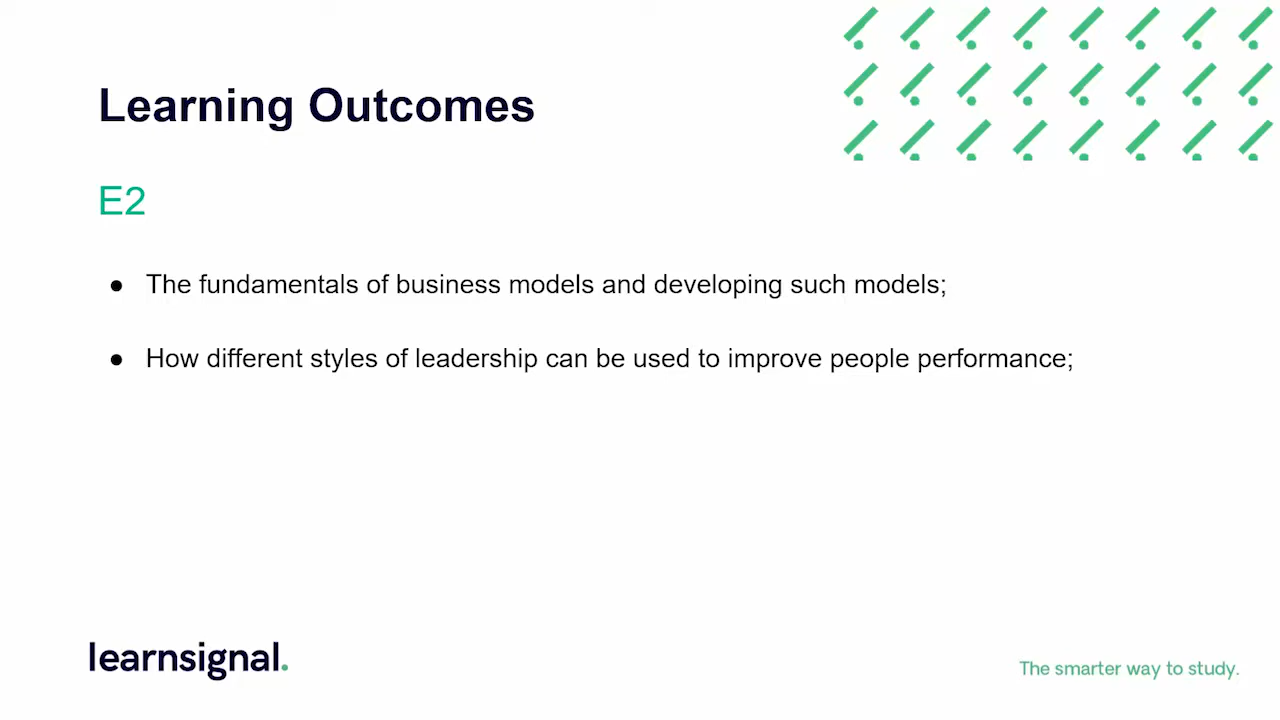 Learning Outcomes
E2
● The fundamentals of business models and developing such models;
● How different styles of leadership can be used to improve people performance;
learnsignal.
The smarter way to study.